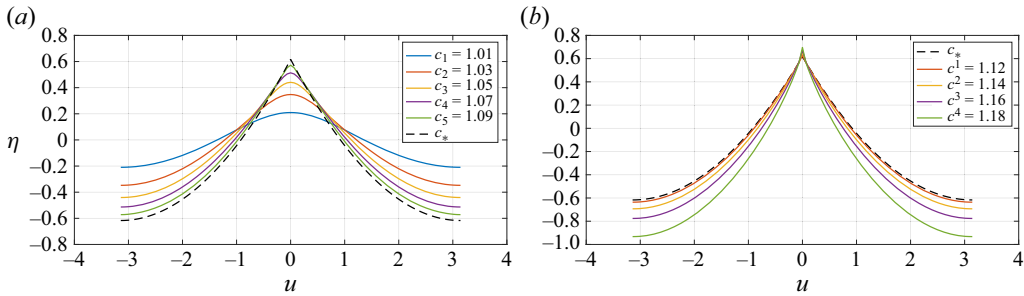 (a)
0.8
0.6
0.4
0.2
0
–0.2
–0.4
–0.6
–0.8
η
–4 –3 –2 –1 0 1 2 3 4
u
c₁ = 1.01
c₂ = 1.03
c₃ = 1.05
c₄ = 1.07
c₅ = 1.09
c*
(b)
0.8
0.6
0.4
0.2
0
–0.2
–0.4
–0.6
–0.8
–1.0
–4 –3 –2 –1 0 1 2 3 4
u
c*
c¹ = 1.12
c² = 1.14
c³ = 1.16
c⁴ = 1.18